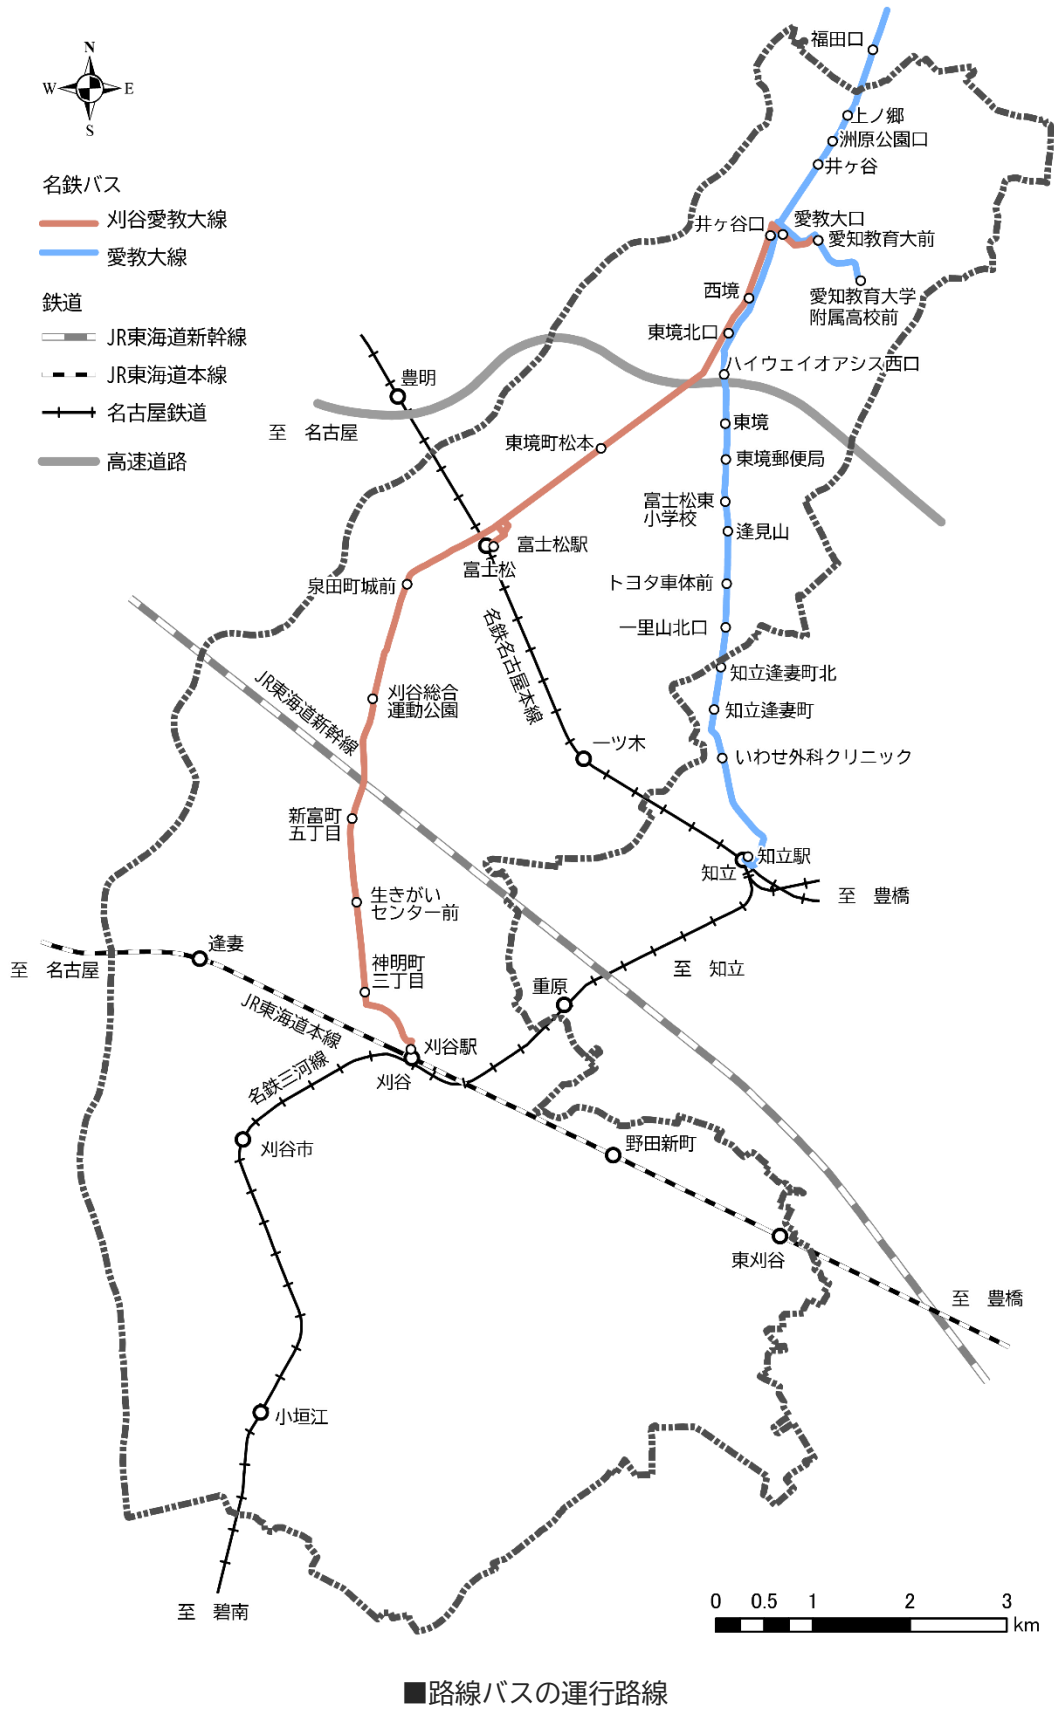 N
W
E
S
名鉄バス
刈谷愛教大線
愛教大線
鉄道
JR東海道新幹線
JR東海道本線
名古屋鉄道
高速道路
福田口
上ノ郷
洲原公園口
井ヶ谷
井ヶ谷口
愛教大口
愛知教育大前
愛知教育大学
附属高校前
西境
東境北口
ハイウェイオアシス西口
豊明
至 名古屋
東境町松本
東境
東境郵便局
富士松東
小学校
逢見山
富士松駅
富士松
泉田町城前
トヨタ車体前
一里山北口
名鉄名古屋本線
JR東海道新幹線
刈谷総合
運動公園
知立逢妻町北
知立逢妻町
一ツ木
いわせ外科クリニック
新富町
五丁目
知立駅
知立
至 豊橋
生きがい
センター前
逢妻
至 名古屋
神明町
三丁目
至 知立
重原
JR東海道本線
名鉄三河線
刈谷駅
刈谷
刈谷市
野田新町
東刈谷
至 豊橋
小垣江
至 碧南
0 0.5 1 2 3
km
■路線バスの運行路線